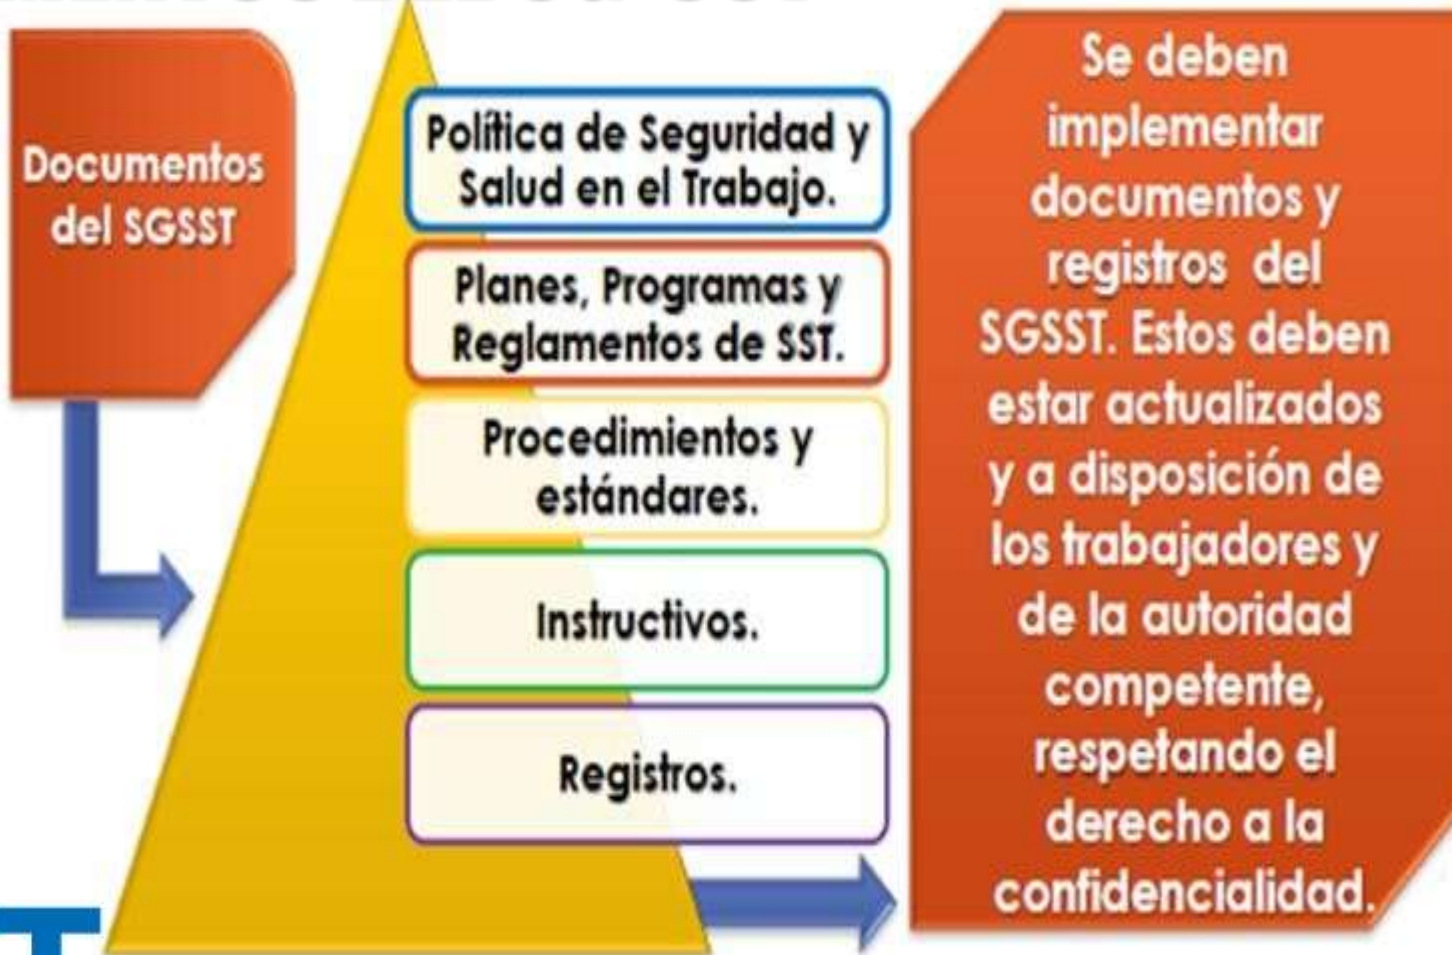 Documentos
del SGSST
Política de Seguridad y
Salud en el Trabajo.
Planes, Programas y
Reglamentos de SST.
Procedimientos y
estándares.
Instructivos.
Registros.
Se deben
implementar
documentos y
registros del
SGSST. Estos deben
estar actualizados
y a disposición de
los trabajadores y
de la autoridad
competente,
respetando el
derecho a la
confidencialidad.